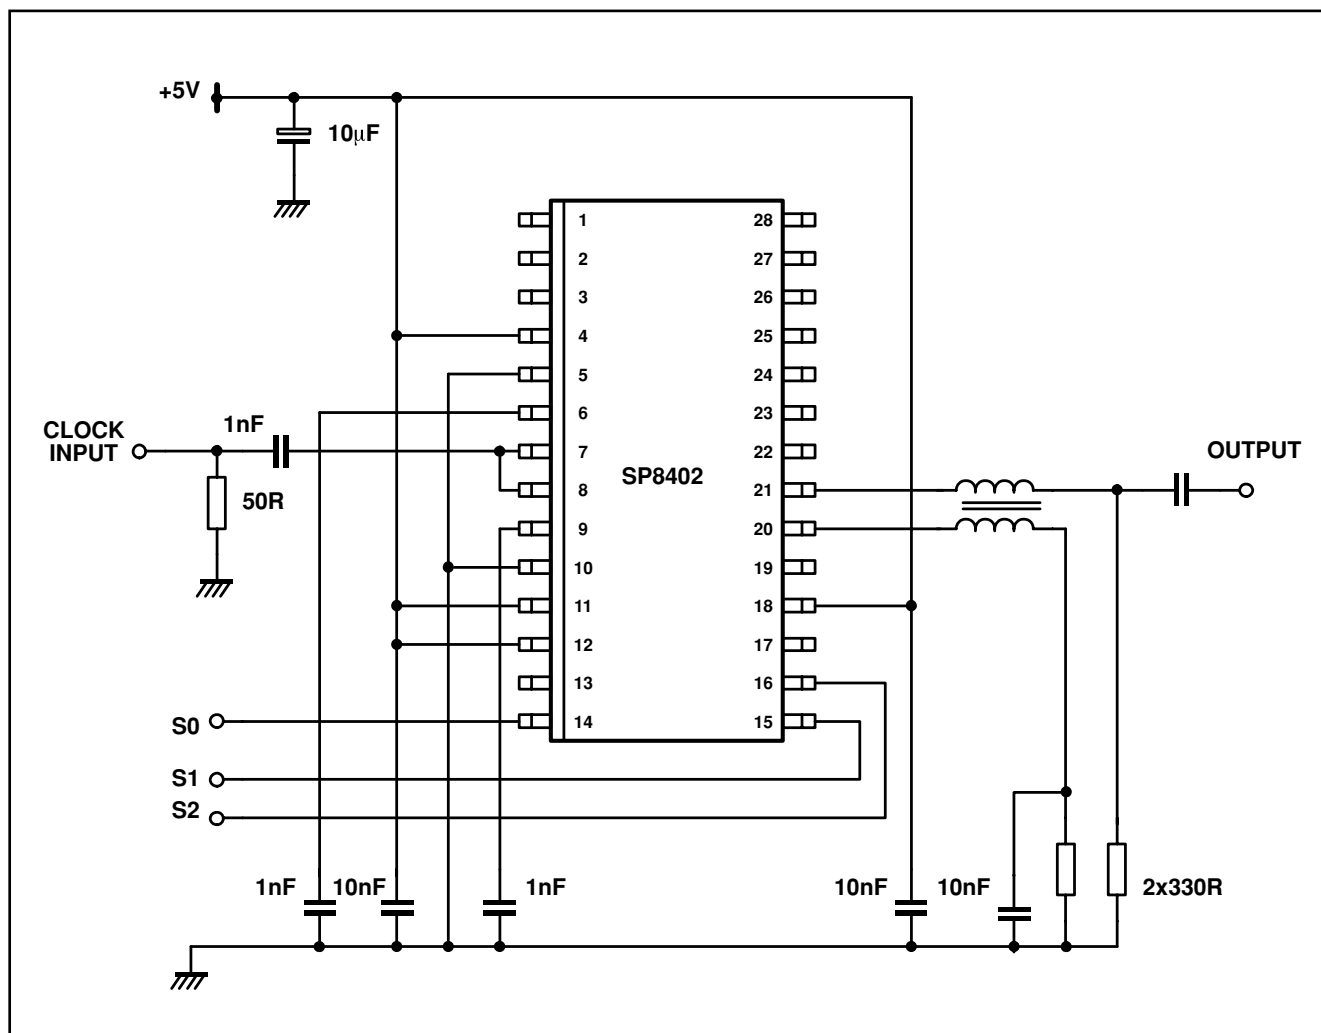 +5V
10μF
1 28
2 27
3 26
4 25
5 24
6 23
CLOCK
INPUT
1nF
7 22
OUTPUT
50R
8 SP8402 21
9 20
10 19
11 18
12 17
13 16
S0
14 15
S1
S2
1nF 10nF 1nF 10nF 10nF 2x330R